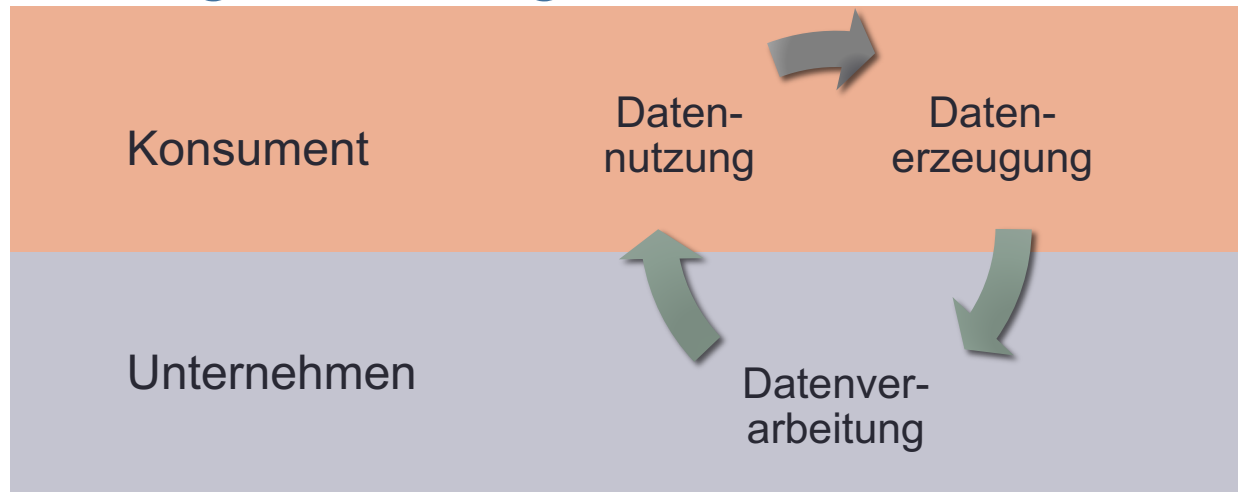 Konsument
Daten-
nutzung
Daten-
erzeugung
Unternehmen
Datenver-
arbeitung